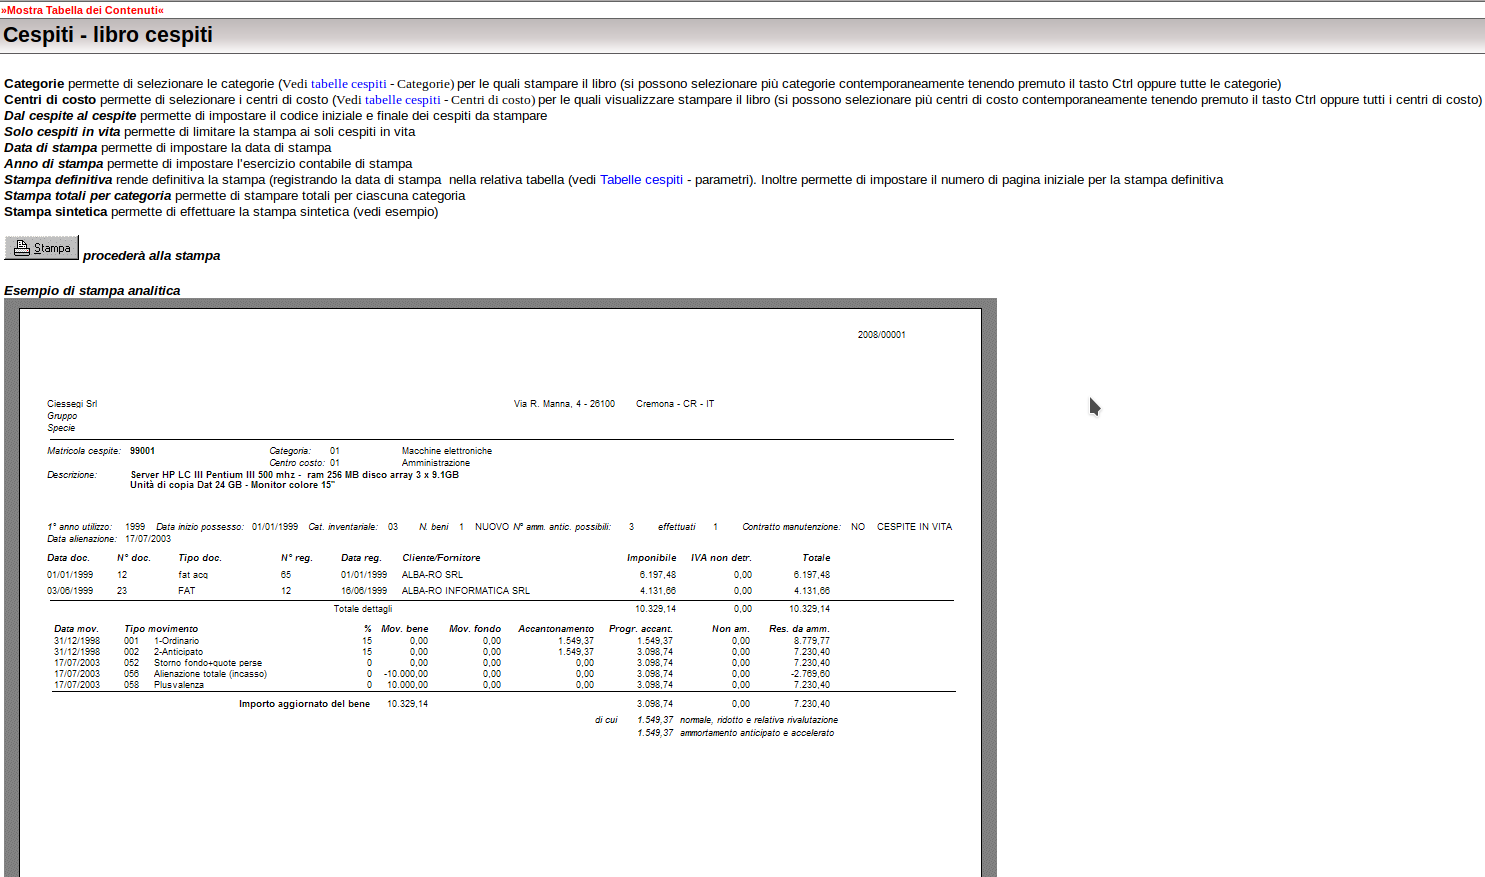 »Mostra Tabella dei Contenuti«
Cespiti - libro cespiti
Categorie permette di selezionare le categorie (Vedi tabelle cespiti - Categorie) per le quali stampare il libro (si possono selezionare più categorie contemporaneamente tenendo premuto il tasto Ctrl oppure tutte le categorie)
Centri di costo permette di selezionare i centri di costo (Vedi tabelle cespiti - Centri di costo) per le quali visualizzare stampare il libro (si possono selezionare più centri di costo contemporaneamente tenendo premuto il tasto Ctrl oppure tutti i centri di costo)
Dal cespite al cespite permette di impostare il codice iniziale e finale dei cespiti da stampare
Solo cespiti in vita permette di limitare la stampa ai soli cespiti in vita
Data di stampa permette di impostare la data di stampa
Anno di stampa permette di impostare l'esercizio contabile di stampa
Stampa definitiva rende definitiva la stampa (registrando la data di stampa  nella relativa tabella (vedi Tabelle cespiti - parametri). Inoltre permette di impostare il numero di pagina iniziale per la stampa definitiva
Stampa totali per categoria permette di stampare totali per ciascuna categoria
Stampa sintetica permette di effettuare la stampa sintetica (vedi esempio)
Stampa procederà alla stampa
Esempio di stampa analitica
2008/00001
Ciessegi Srl Via R. Manna, 4 - 26100 Cremona - CR - IT
Gruppo
Specie
Matricola cespite: 99001 Categoria: 01 Macchine elettroniche
Centro costo: 01 Amministrazione
Descrizione: Server HP LC III Pentium III 500 mhz - ram 256 MB disco array 3 x 9.1GB
Unità di copia Dat 24 GB - Monitor colore 15"
1° anno utilizzo: 1999 Data inizio possesso: 01/01/1999 Cat. inventariale: 03 N. beni 1 NUOVO N° amm. antic. possibili: 3 effettuati 1 Contratto manutenzione: NO CESPITE IN VITA
Data alienazione: 17/07/2003
Data doc. N° doc. Tipo doc. N° reg. Data reg. Cliente/Fornitore Imponibile IVA non detr. Totale
01/01/1999 12 fat acq 65 01/01/1999 ALBA-RO SRL 6.197,48 0,00 6.197,48
03/06/1999 23 FAT 12 16/06/1999 ALBA-RO INFORMATICA SRL 4.131,66 0,00 4.131,66
Totale dettagli 10.329,14 0,00 10.329,14
Data mov. Tipo movimento % Mov. bene Mov. fondo Accantonamento Progr. accant. Non am. Res. da amm.
31/12/1998 001 1-Ordinario 15 0,00 0,00 1.549,37 1.549,37 0,00 8.779,77
31/12/1998 002 2-Anticipato 15 0,00 0,00 1.549,37 3.098,74 0,00 7.230,40
17/07/2003 052 Storno fondo+quote perse 0 0,00 0,00 0,00 3.098,74 0,00 7.230,40
17/07/2003 056 Alienazione totale (incasso) 0 -10.000,00 0,00 0,00 3.098,74 0,00 -2.769,60
17/07/2003 058 Plusvalenza 0 10.000,00 0,00 0,00 3.098,74 0,00 7.230,40
Importo aggiornato del bene 10.329,14 3.098,74 0,00 7.230,40
di cui 1.549,37 normale, ridotto e relativa rivalutazione
1.549,37 ammortamento anticipato e accelerato